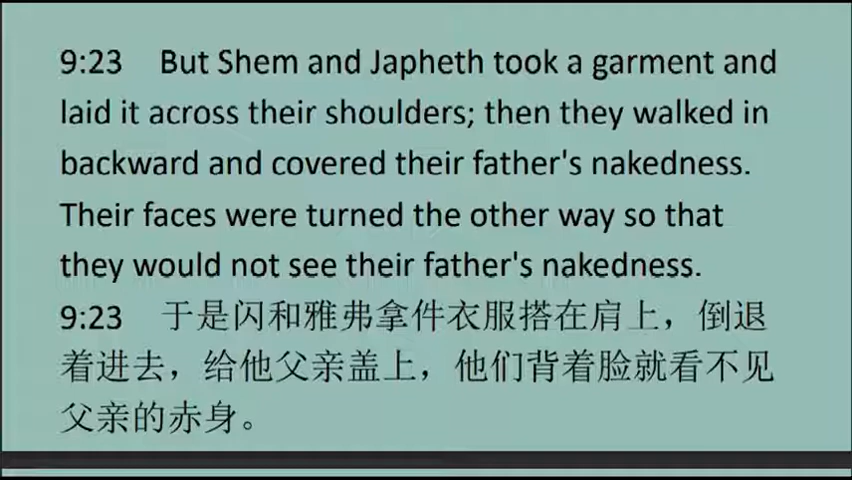 9:23 But Shem and Japheth took a garment and
laid it across their shoulders; then they walked in
backward and covered their father's nakedness.
Their faces were turned the other way so that
they would not see their father's nakedness.
9:23 于是闪和雅弗拿件衣服搭在肩上，倒退
着进去，给他父亲盖上，他们背着脸就看不见
父亲的赤身。